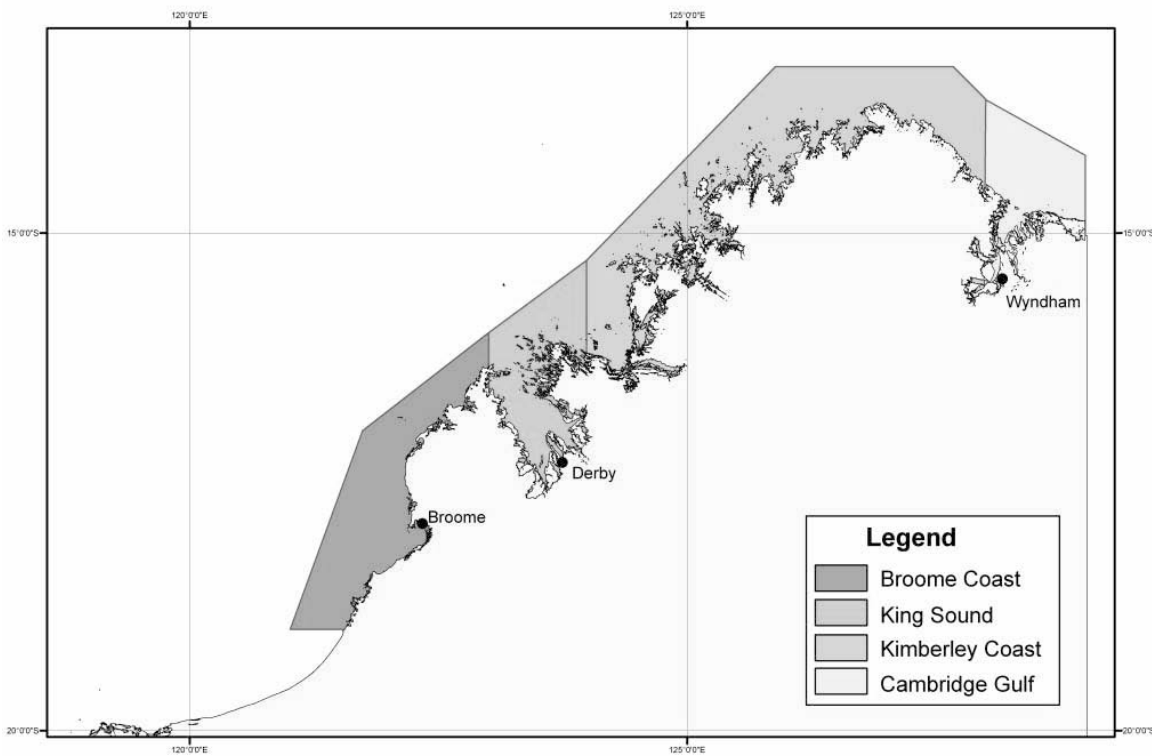 120°0'0"E
125°0'0"E
15°0'0"S
15°0'0"S
Wyndham
Derby
Broome
Legend
Broome Coast
King Sound
Kimberley Coast
Cambridge Gulf
20°0'0"S
20°0'0"S
120°0'0"E
125°0'0"E